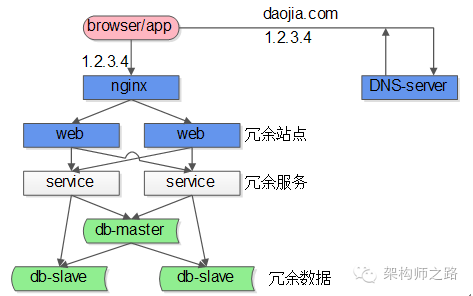 daojia.com
browser/app
1.2.3.4
1.2.3.4
nginx
DNS-server
web
web
冗余站点
service
service
冗余服务
db-master
db-slave
db-slave
冗余数据
架构师之路